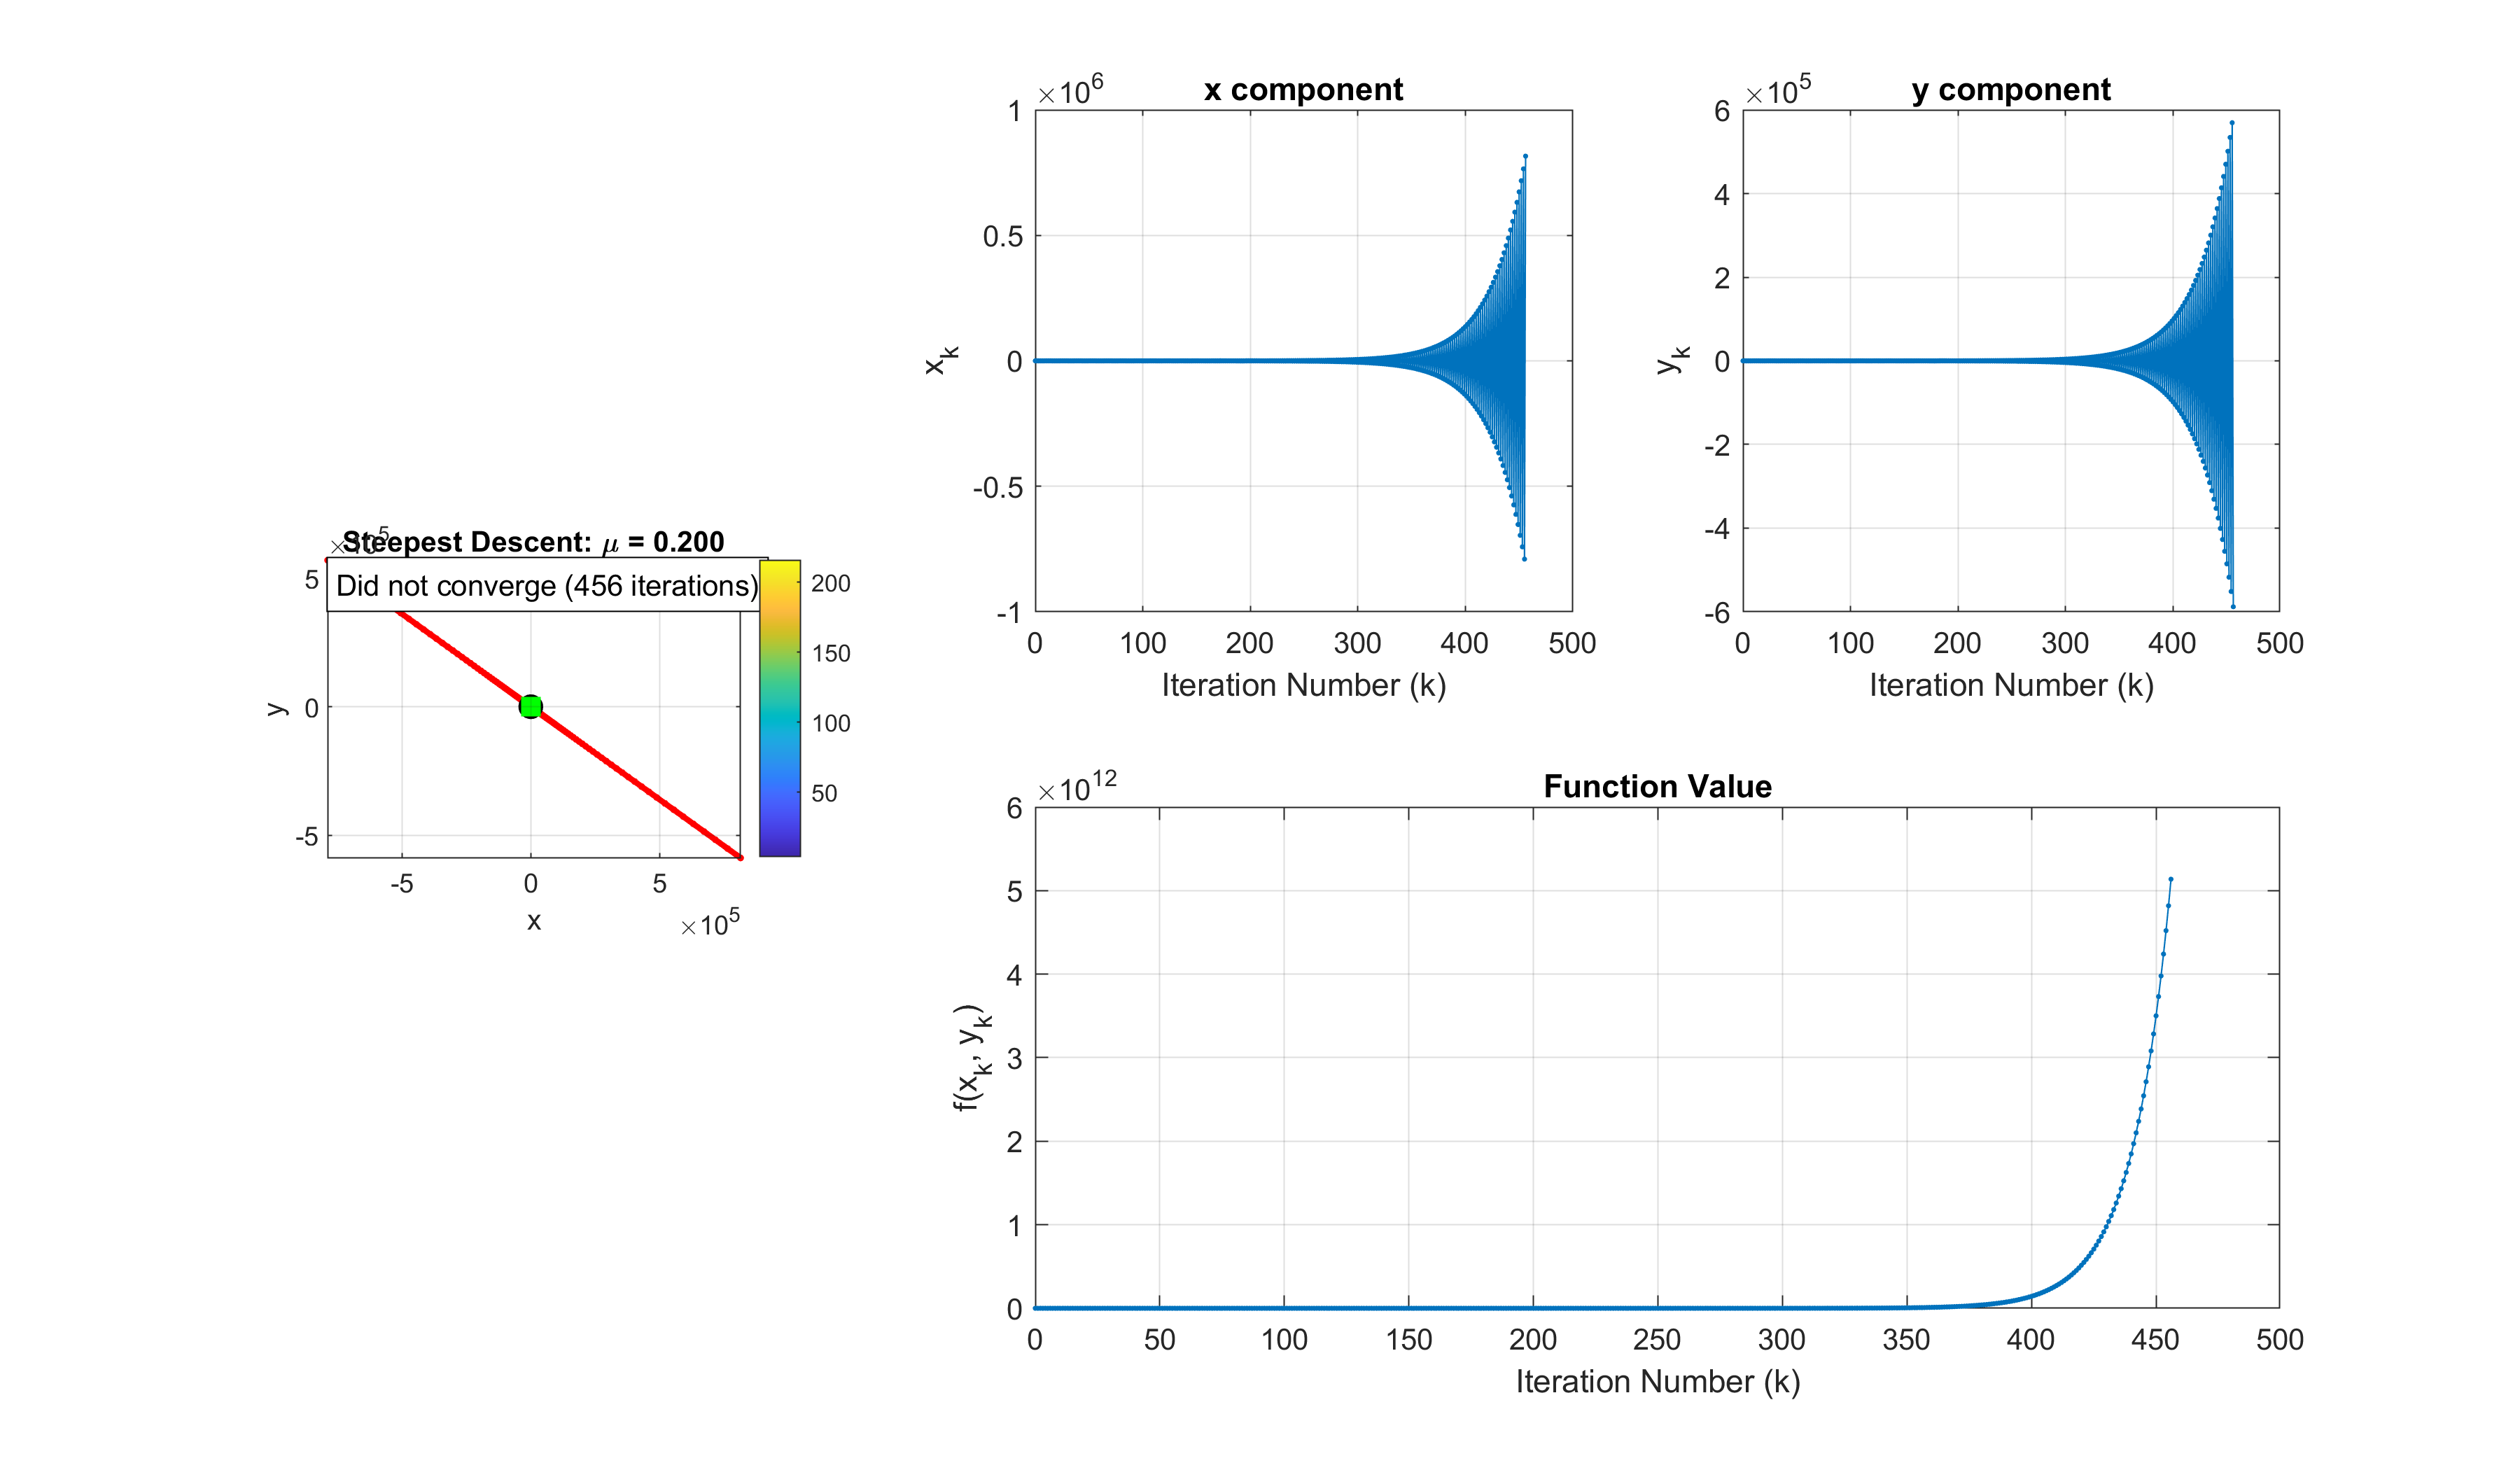 ×10^6
x component
1
0.5
0
-0.5
-1
x_k
0 100 200 300 400 500
Iteration Number (k)
×10^5
y component
6
4
2
0
-2
-4
-6
y_k
0 100 200 300 400 500
Iteration Number (k)
×10^5
Steepest Descent: μ = 0.200
Did not converge (456 iterations)
5
0
-5
y
-5 0 5
x
×10^5
200
150
100
50
×10^12
Function Value
6
5
4
3
2
1
0
f(x_k, y_k)
0 50 100 150 200 250 300 350 400 450 500
Iteration Number (k)